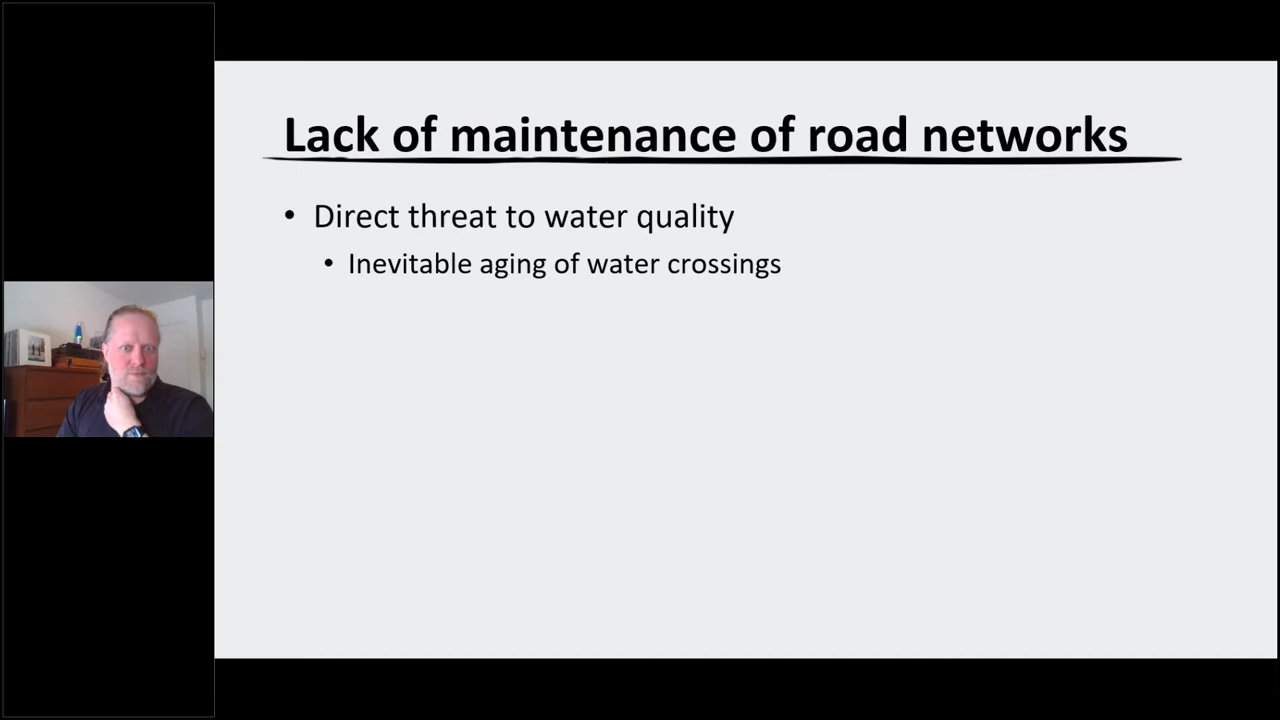 Lack of maintenance of road networks
• Direct threat to water quality
• Inevitable aging of water crossings